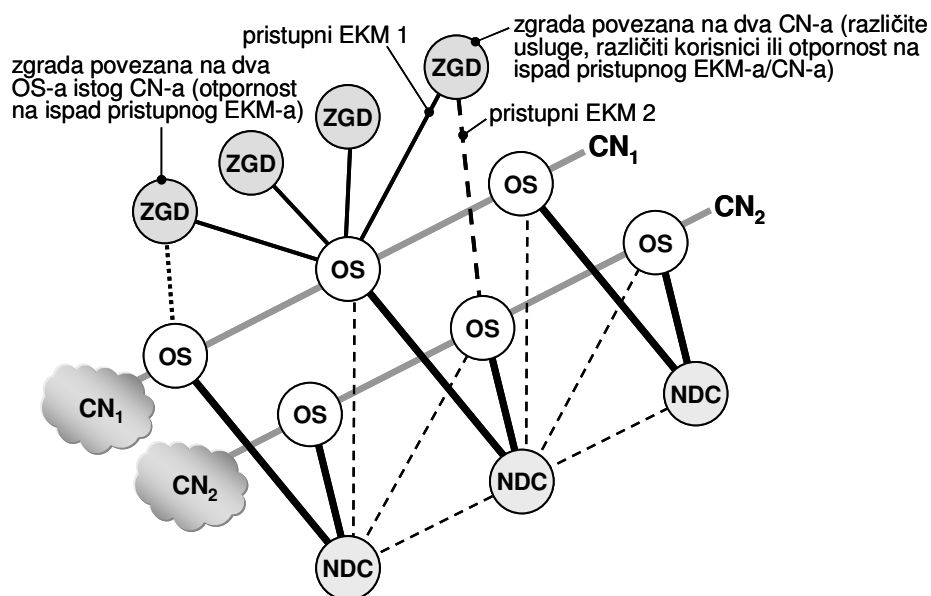 zgrada povezana na dva CN-a (različite
usluge, različiti korisnici ili otpornost na
ispad pristupnog EKM-a/CN-a)
pristupni EKM 1
zgrada povezana na dva
OS-a istog CN-a (otpornost
na ispad pristupnog EKM-a)
ZGD
ZGD
pristupni EKM 2
ZGD
CN₁
OS
ZGD
CN₂
OS
OS
OS
OS
NDC
CN₁
OS
NDC
CN₂
NDC